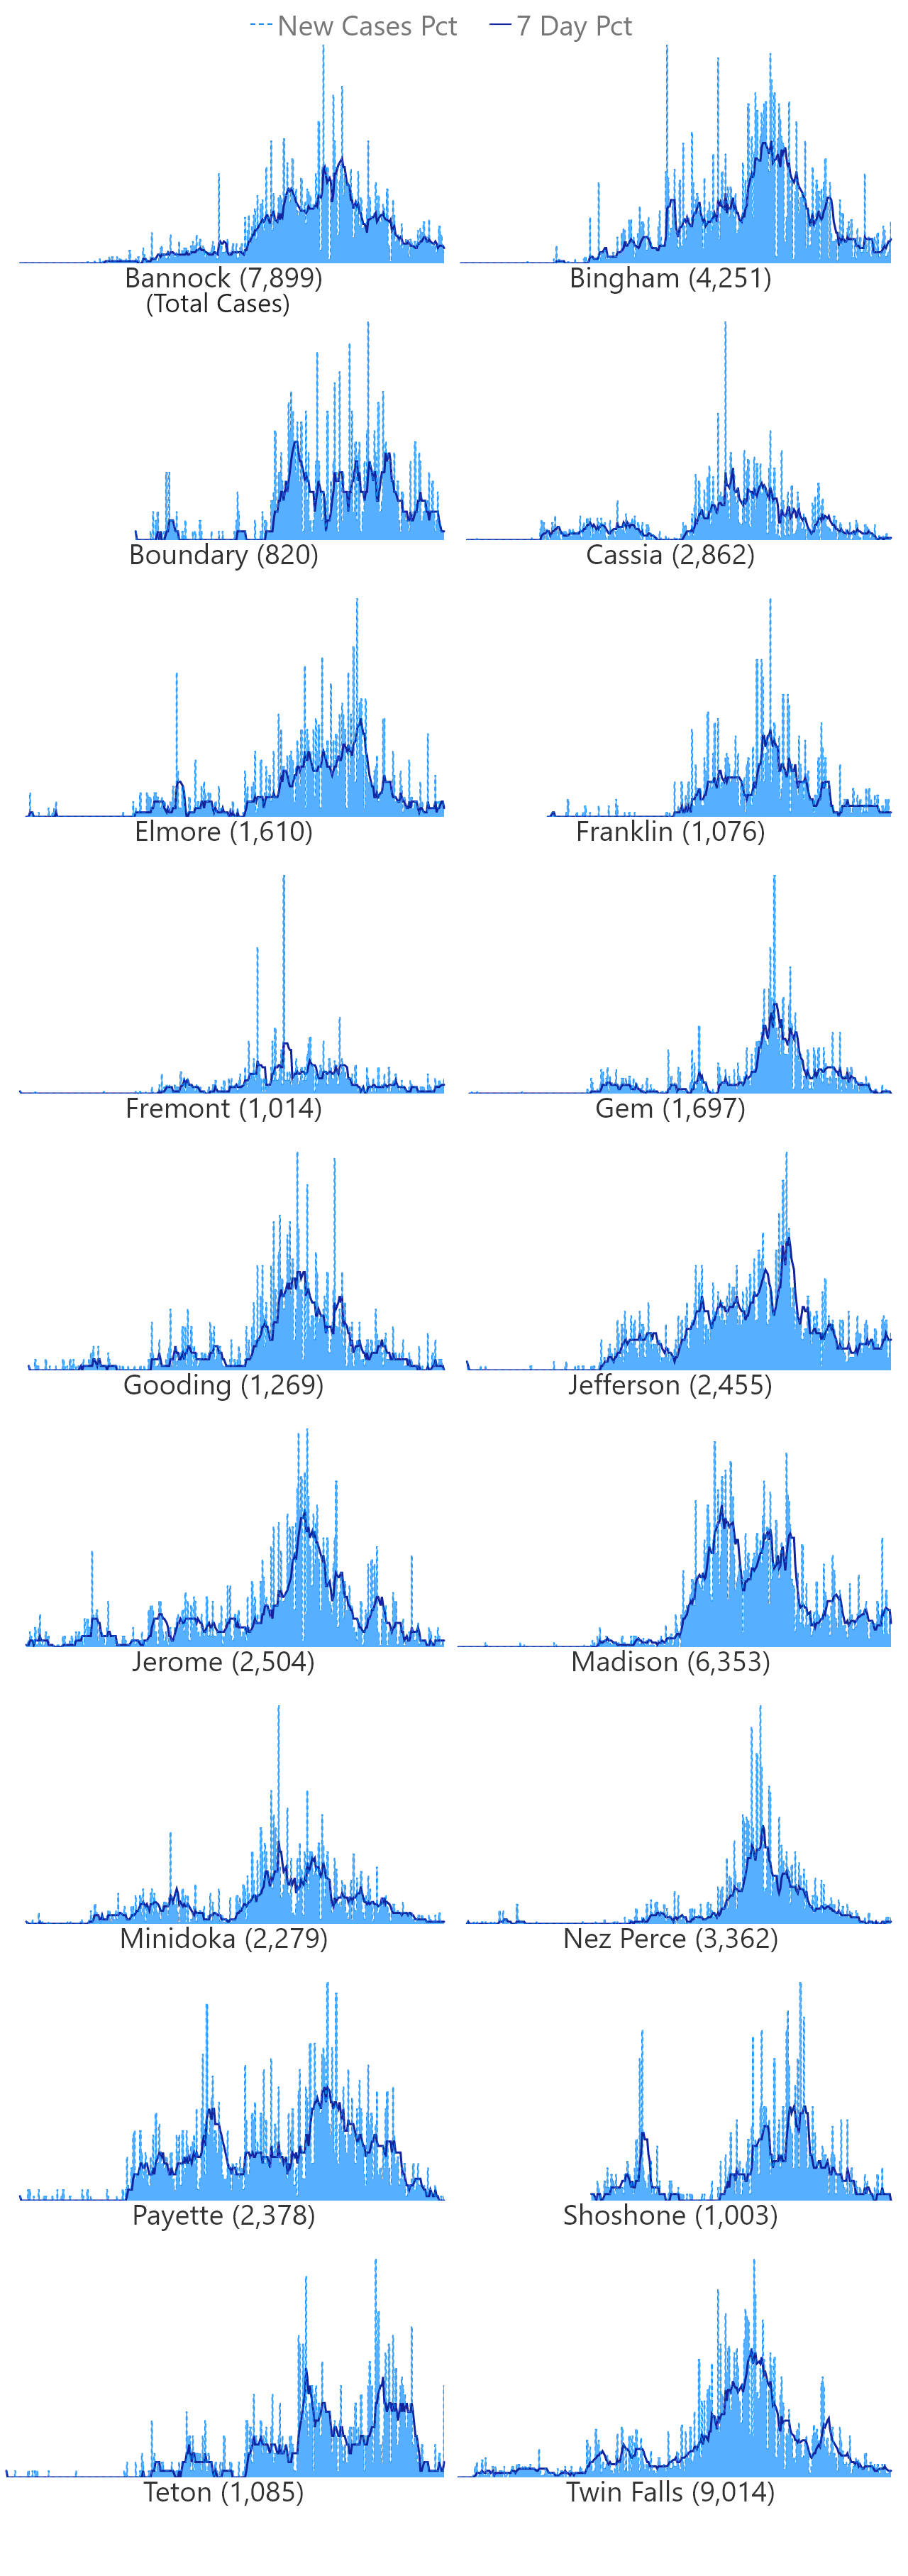 New Cases Pct 7 Day Pct
Bannock (7,899) Bingham (4,251)
(Total Cases)
Boundary (820) Cassia (2,862)
Elmore (1,610) Franklin (1,076)
Fremont (1,014) Gem (1,697)
Gooding (1,269) Jefferson (2,455)
Jerome (2,504) Madison (6,353)
Minidoka (2,279) Nez Perce (3,362)
Payette (2,378) Shoshone (1,003)
Teton (1,085) Twin Falls (9,014)